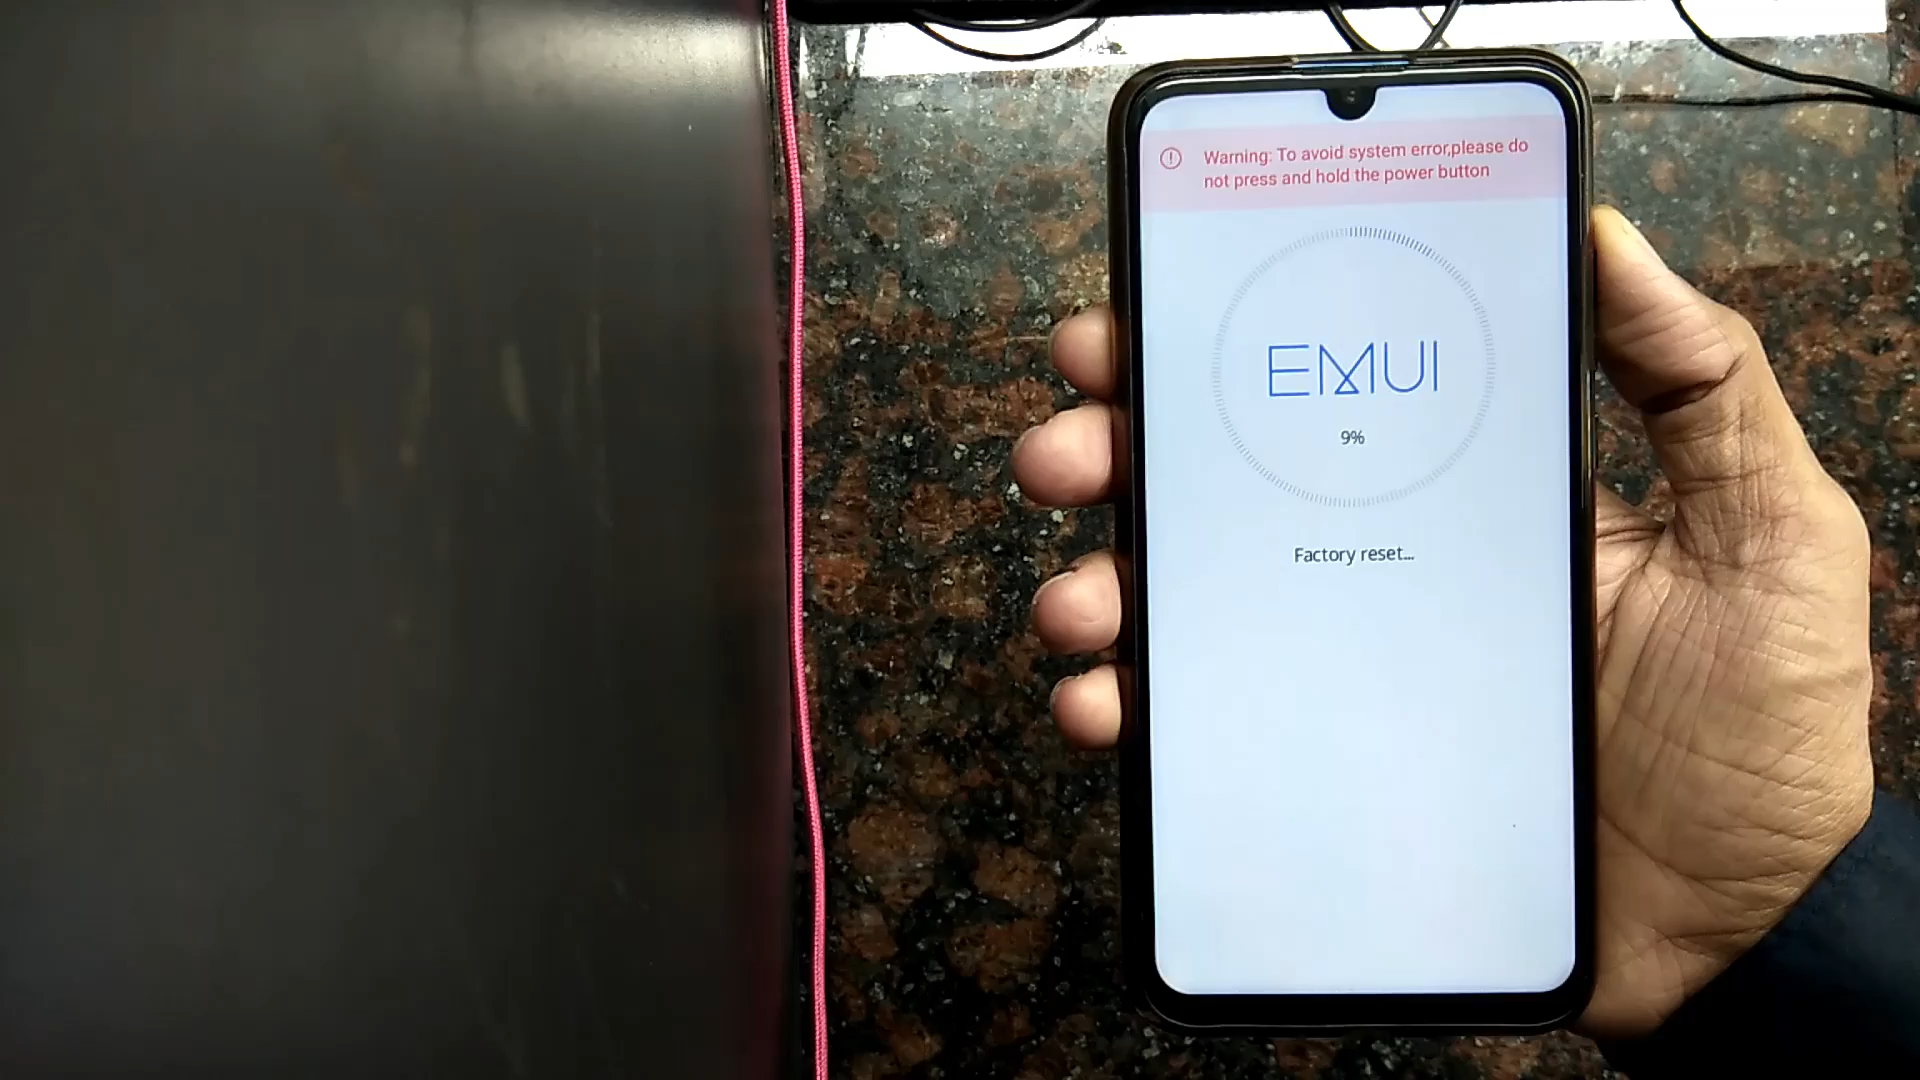 Warning: To avoid system error,please do
not press and hold the power button
EMUI
9%
Factory reset...